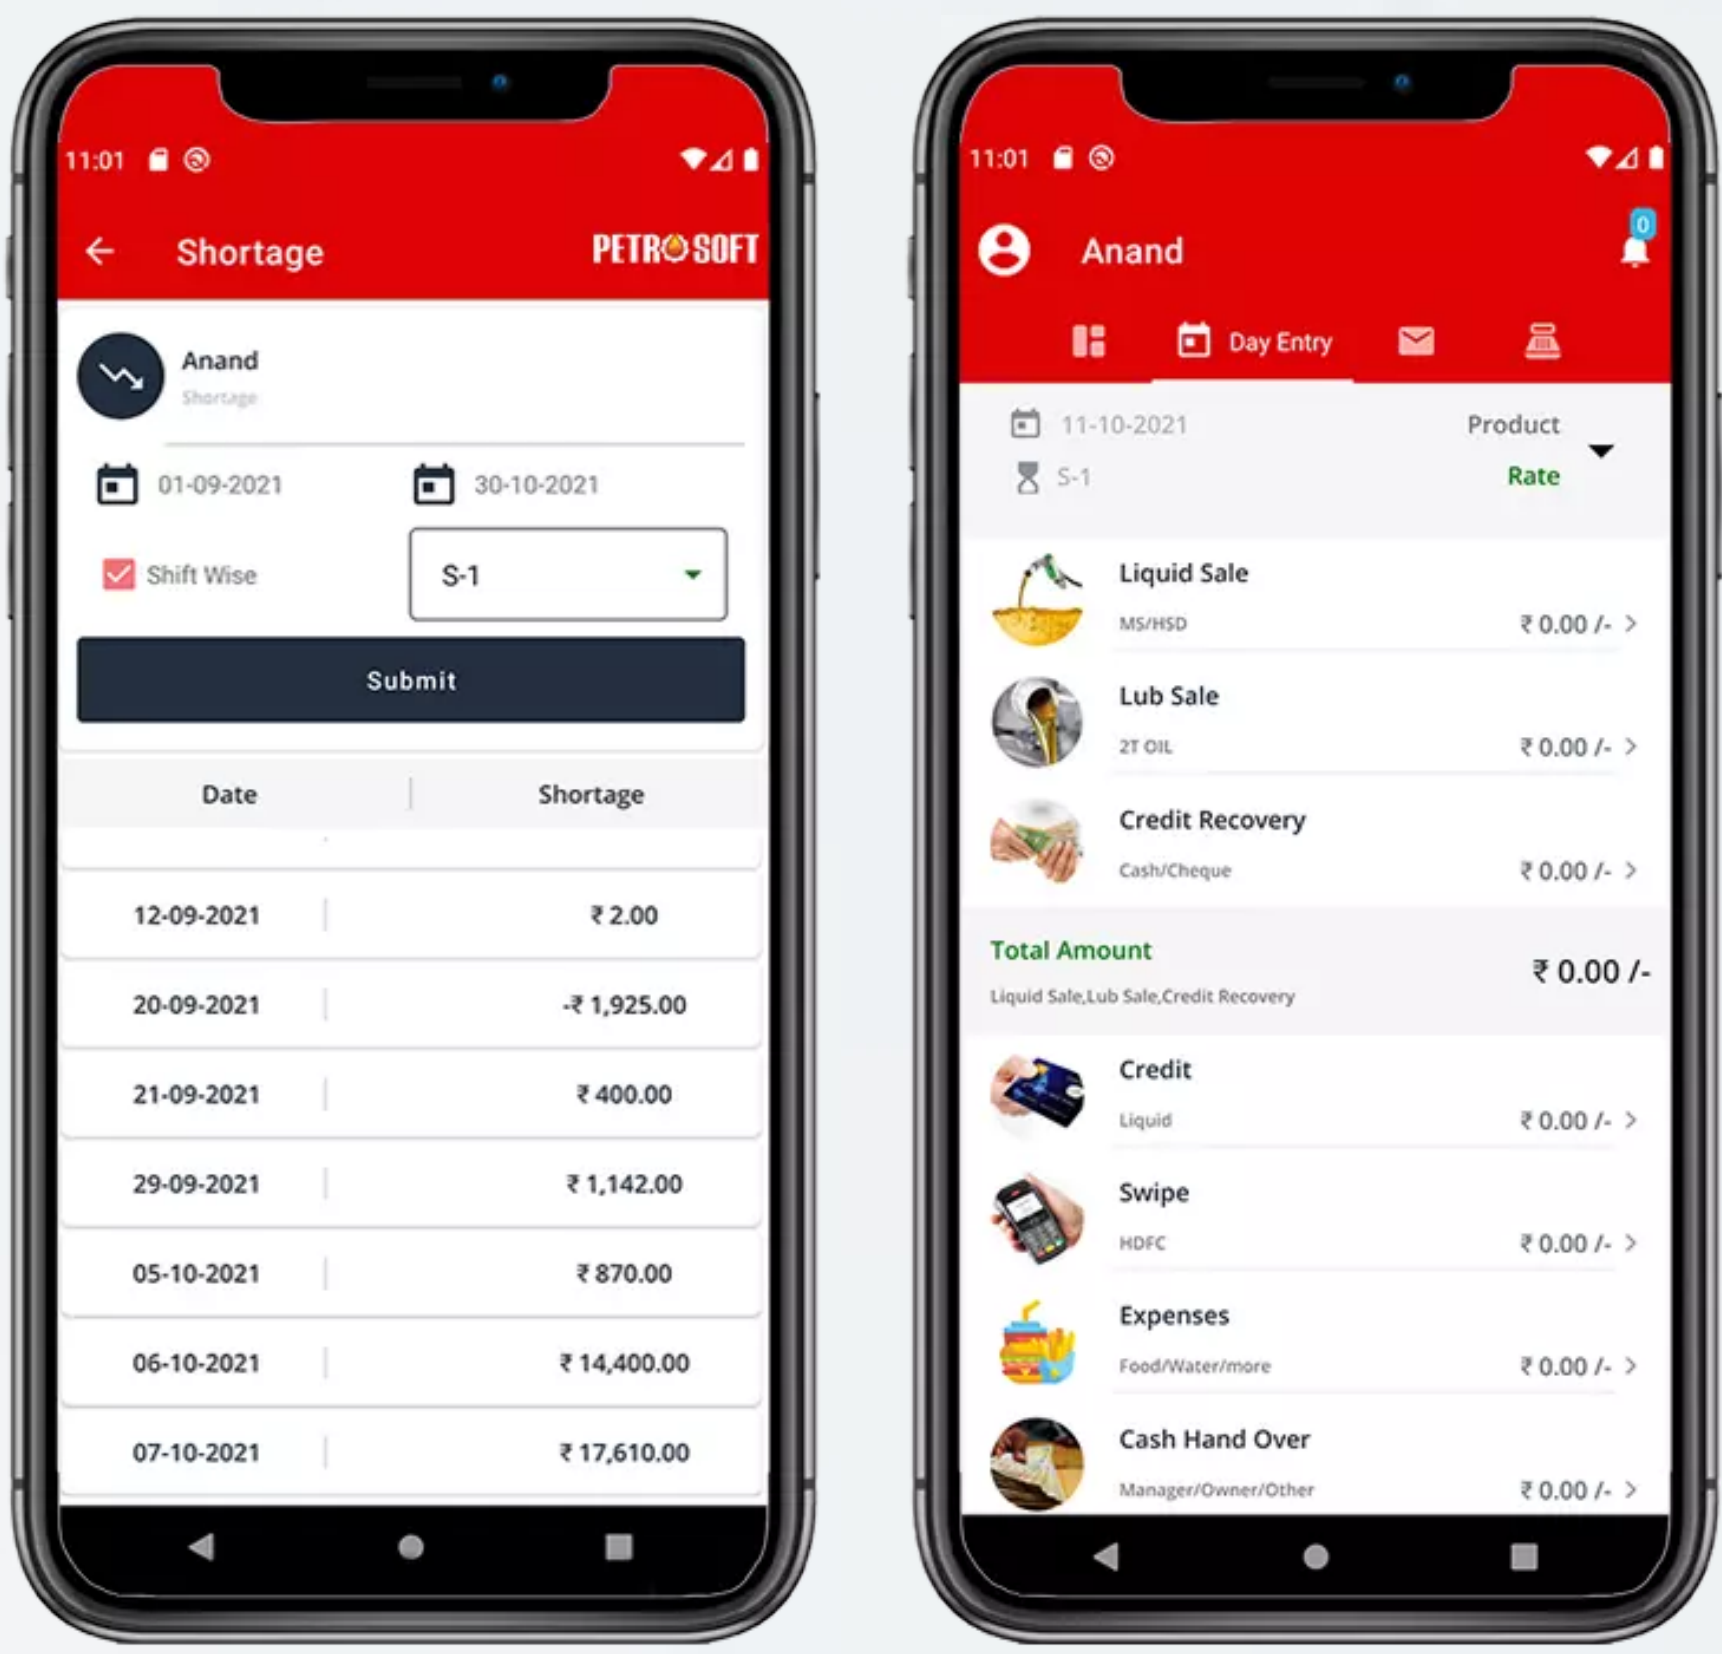 11:01
Shortage PETROSOFT
Anand
Shortage
01-09-2021 30-10-2021
Shift Wise S-1
Submit
Date Shortage
12-09-2021 ₹ 2.00
20-09-2021 -₹ 1,925.00
21-09-2021 ₹ 400.00
29-09-2021 ₹ 1,142.00
05-10-2021 ₹ 870.00
06-10-2021 ₹ 14,400.00
07-10-2021 ₹ 17,610.00
11:01
Anand 0
Day Entry
11-10-2021 Product
S-1 Rate
Liquid Sale
MS/HSD ₹ 0.00 /-
Lub Sale
2T OIL ₹ 0.00 /-
Credit Recovery
Cash/Cheque ₹ 0.00 /-
Total Amount ₹ 0.00 /-
Liquid Sale,Lub Sale,Credit Recovery
Credit
Liquid ₹ 0.00 /-
Swipe
HDFC ₹ 0.00 /-
Expenses
Food/Water/more ₹ 0.00 /-
Cash Hand Over
Manager/Owner/Other ₹ 0.00 /-